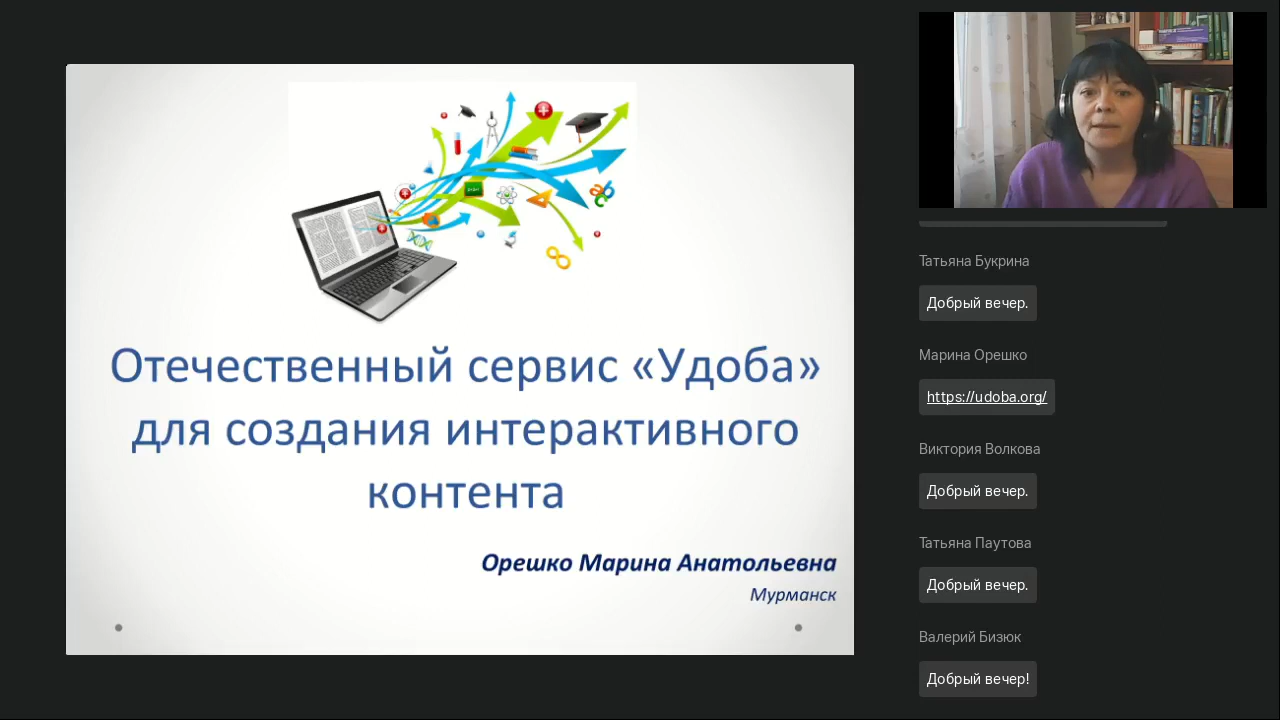 Отечественный сервис «Удоба»
для создания интерактивного
контента
Орешко Марина Анатольевна
Мурманск
Татьяна Букрина
Добрый вечер.
Марина Орешко
https://udoba.org/
Виктория Волкова
Добрый вечер.
Татьяна Паутова
Добрый вечер.
Валерий Бизюк
Добрый вечер!